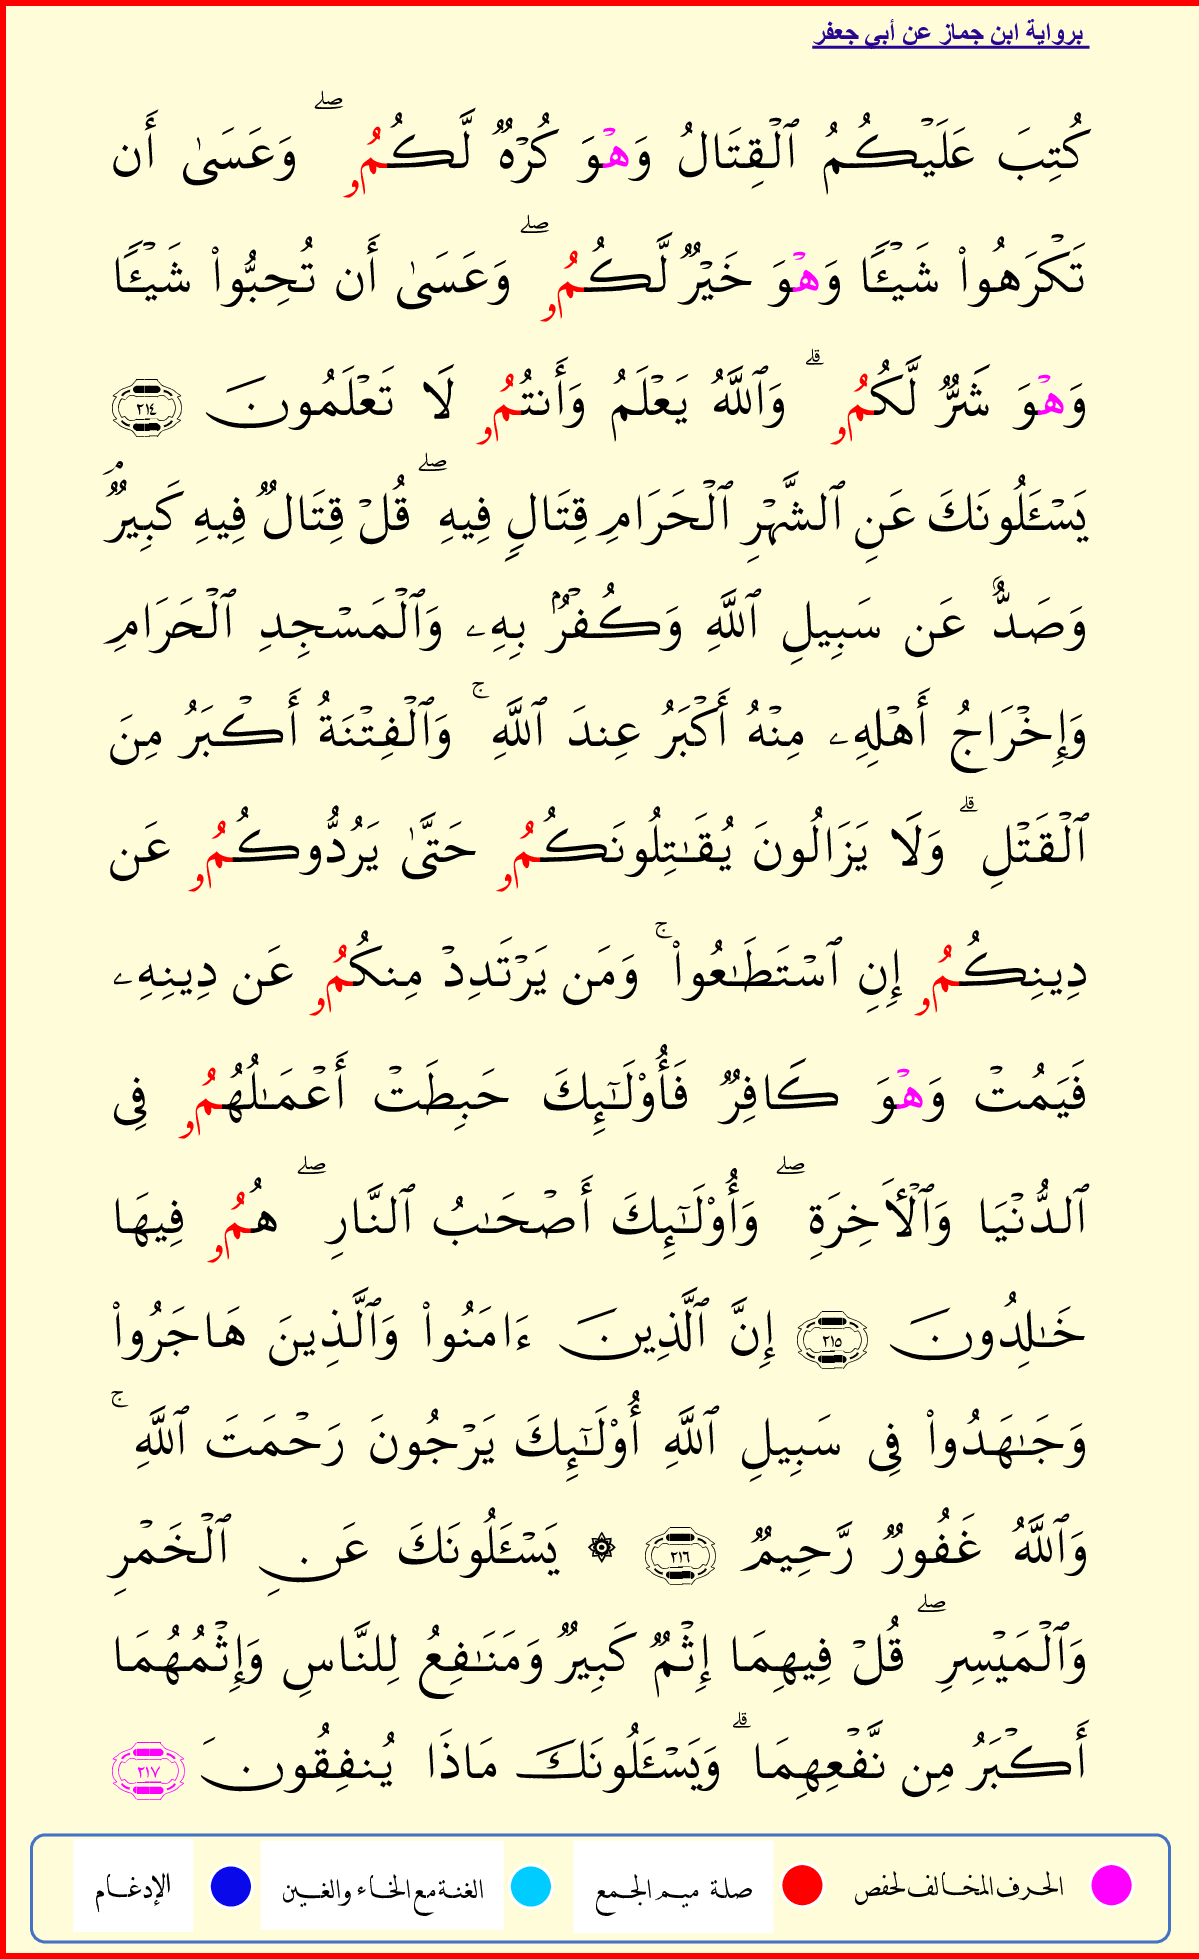 برواية ابن جماز عن أبي جعفر
كُتِبَ عَلَيْكُمُ ٱلْقِتَالُ وَهْوَ كُرْهٌ لَّكُمُۥ ۖ وَعَسَىٰ أَن
تَكْرَهُوا۟ شَيْـًٔا وَهْوَ خَيْرٌ لَّكُمُۥ ۖ وَعَسَىٰ أَن تُحِبُّوا۟ شَيْـًٔا
وَهْوَ شَرٌّ لَّكُمُۥ ۗ وَٱللَّهُ يَعْلَمُ وَأَنتُمُۥ لَا تَعْلَمُونَ ٢١٤
يَسْـَٔلُونَكَ عَنِ ٱلشَّهْرِ ٱلْحَرَامِ قِتَالٍ فِيهِ ۖ قُلْ قِتَالٌ فِيهِ كَبِيرٌ ۚ
وَصَدٌّ عَن سَبِيلِ ٱللَّهِ وَكُفْرٌۢ بِهِۦ وَٱلْمَسْجِدِ ٱلْحَرَامِ
وَإِخْرَاجُ أَهْلِهِۦ مِنْهُ أَكْبَرُ عِندَ ٱللَّهِ ۚ وَٱلْفِتْنَةُ أَكْبَرُ مِنَ
ٱلْقَتْلِ ۗ وَلَا يَزَالُونَ يُقَـٰتِلُونَكُمُۥ حَتَّىٰ يَرُدُّوكُمُۥ عَن
دِينِكُمُۥ إِنِ ٱسْتَطَـٰعُوا۟ ۚ وَمَن يَرْتَدِدْ مِنكُمُۥ عَن دِينِهِۦ
فَيَمُتْ وَهْوَ كَافِرٌ فَأُو۟لَـٰٓئِكَ حَبِطَتْ أَعْمَـٰلُهُمُۥ فِى
ٱلدُّنْيَا وَٱلْـَٔاخِرَةِ ۖ وَأُو۟لَـٰٓئِكَ أَصْحَـٰبُ ٱلنَّارِ ۖ هُمُۥ فِيهَا
خَـٰلِدُونَ ٢١٥ إِنَّ ٱلَّذِينَ ءَامَنُوا۟ وَٱلَّذِينَ هَاجَرُوا۟
وَجَـٰهَدُوا۟ فِى سَبِيلِ ٱللَّهِ أُو۟لَـٰٓئِكَ يَرْجُونَ رَحْمَتَ ٱللَّهِ ۚ
وَٱللَّهُ غَفُورٌ رَّحِيمٌ ٢١٦ ۞ يَسْـَٔلُونَكَ عَنِ ٱلْخَمْرِ
وَٱلْمَيْسِرِ ۖ قُلْ فِيهِمَا إِثْمٌ كَبِيرٌ وَمَنَـٰفِعُ لِلنَّاسِ وَإِثْمُهُمَا
أَكْبَرُ مِن نَّفْعِهِمَا ۗ وَيَسْـَٔلُونَكَ مَاذَا يُنفِقُونَ ٢١٧
الحرف المخالف لحفص صلة ميم الجمع الغنة مع الخاء والغين الإدغام